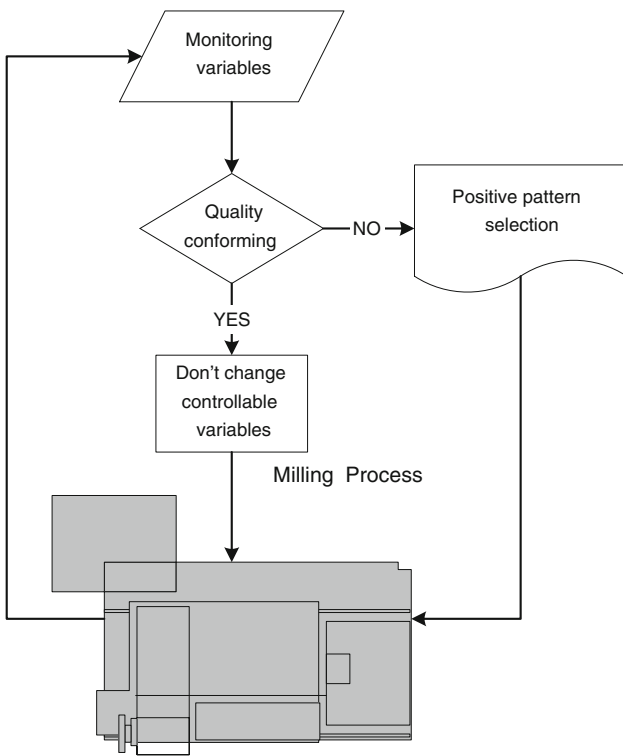 Monitoring
variables
Quality
conforming
NO
Positive pattern
selection
YES
Don't change
controllable
variables
Milling Process